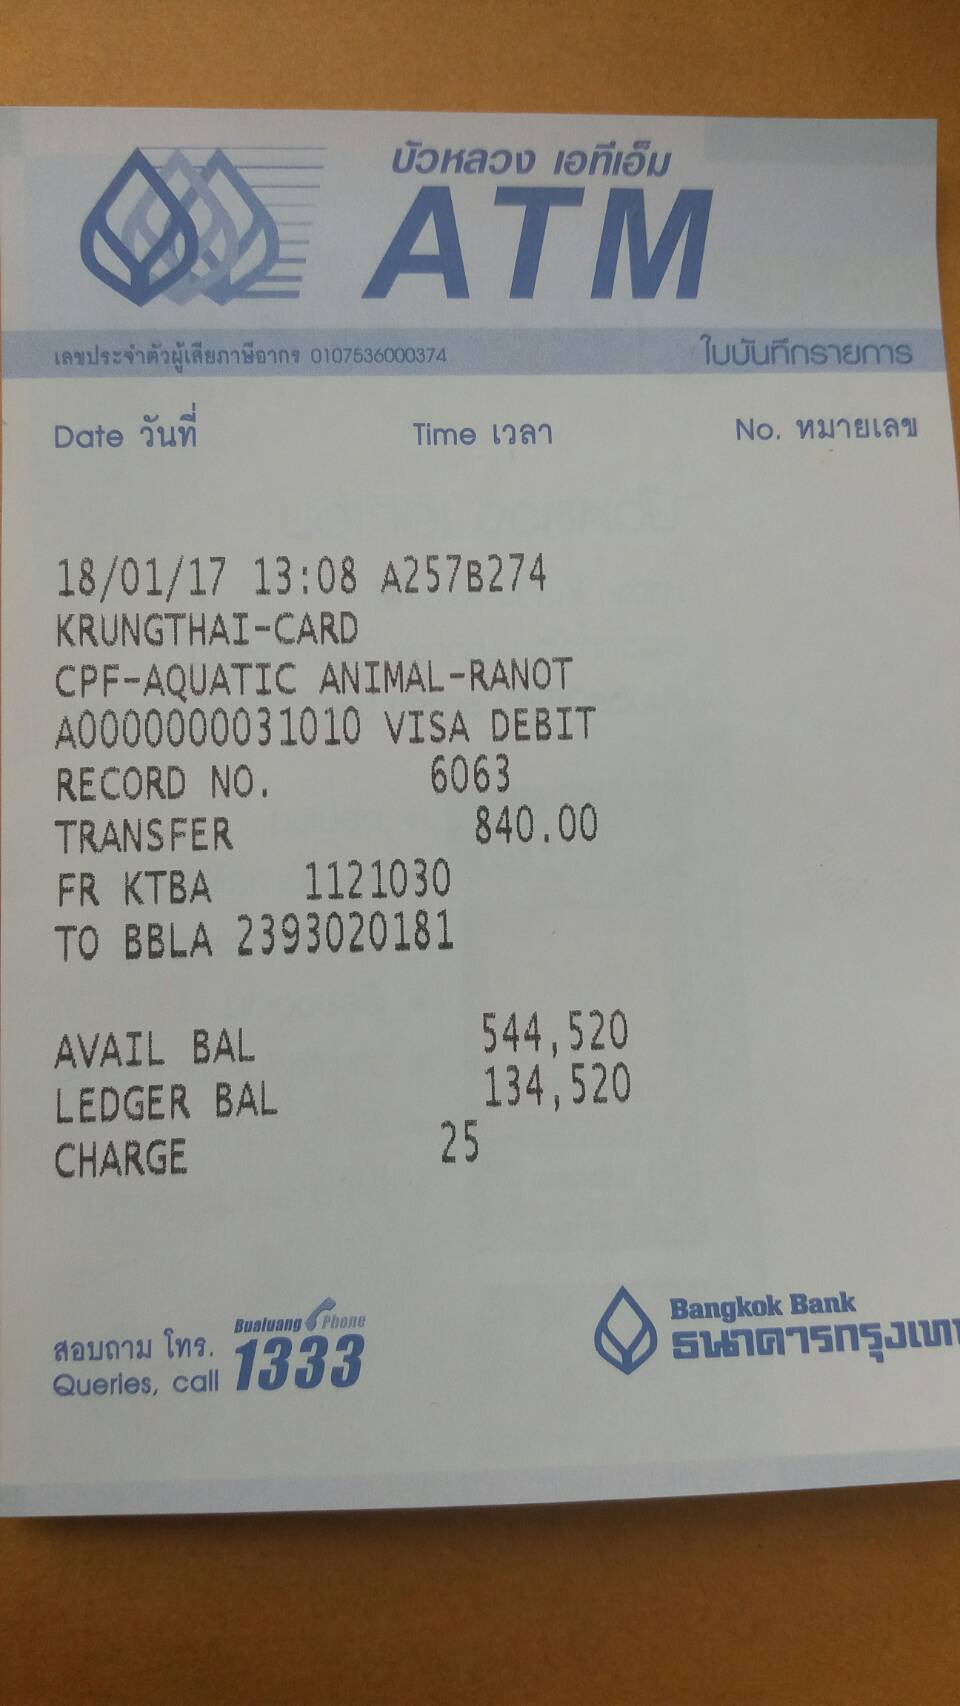 บัวหลวง เอทีเอ็ม
ATM
เลขประจำตัวผู้เสียภาษีอากร 0107536000374 ใบบันทึกรายการ
Date วันที่ Time เวลา No. หมายเลข
18/01/17 13:08 A257B274
KRUNGTHAI-CARD
CPF-AQUATIC ANIMAL-RANOT
A0000000031010 VISA DEBIT
RECORD NO. 6063
TRANSFER 840.00
FR KTBA 1121030
TO BBLA 2393020181
AVAIL BAL 544,520
LEDGER BAL 134,520
CHARGE 25
สอบถาม โทร.
Queries, call
Bualuang Phone
1333
Bangkok Bank
ธนาคารกรุงเท